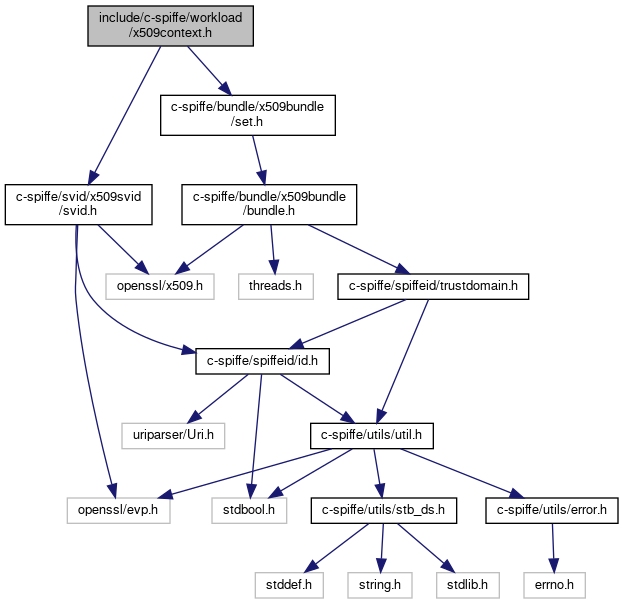 include/c-spiffe/workload
/x509context.h
c-spiffe/bundle/x509bundle
/set.h
c-spiffe/svid/x509svid
/svid.h
c-spiffe/bundle/x509bundle
/bundle.h
openssl/x509.h
threads.h
c-spiffe/spiffeid/trustdomain.h
c-spiffe/spiffeid/id.h
uriparser/Uri.h
c-spiffe/utils/util.h
openssl/evp.h
stdbool.h
c-spiffe/utils/stb_ds.h
c-spiffe/utils/error.h
stddef.h
string.h
stdlib.h
errno.h